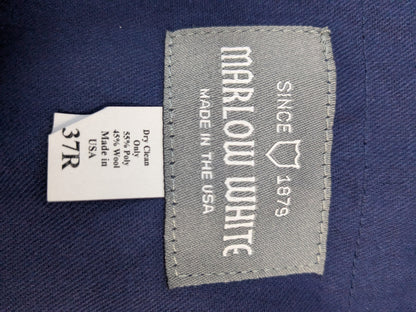 SINCE 1879
MARLOW WHITE
MADE IN THE USA
Dry Clean
Only
55% Poly
45% Wool
Made in
USA
37R